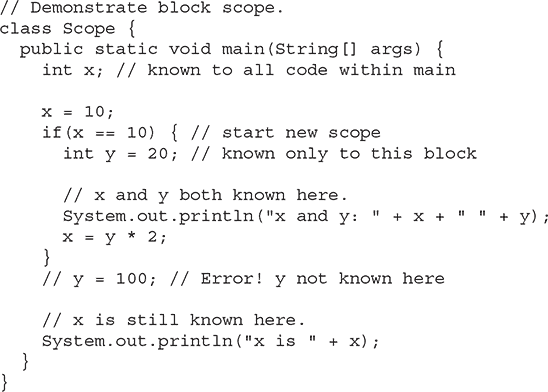 // Demonstrate block scope.
class Scope {
  public static void main(String[] args) {
    int x; // known to all code within main

    x = 10;
    if(x == 10) { // start new scope
      int y = 20; // known only to this block

      // x and y both known here.
      System.out.println("x and y: " + x + " " + y);
      x = y * 2;
    }
    // y = 100; // Error! y not known here

    // x is still known here.
    System.out.println("x is " + x);
  }
}